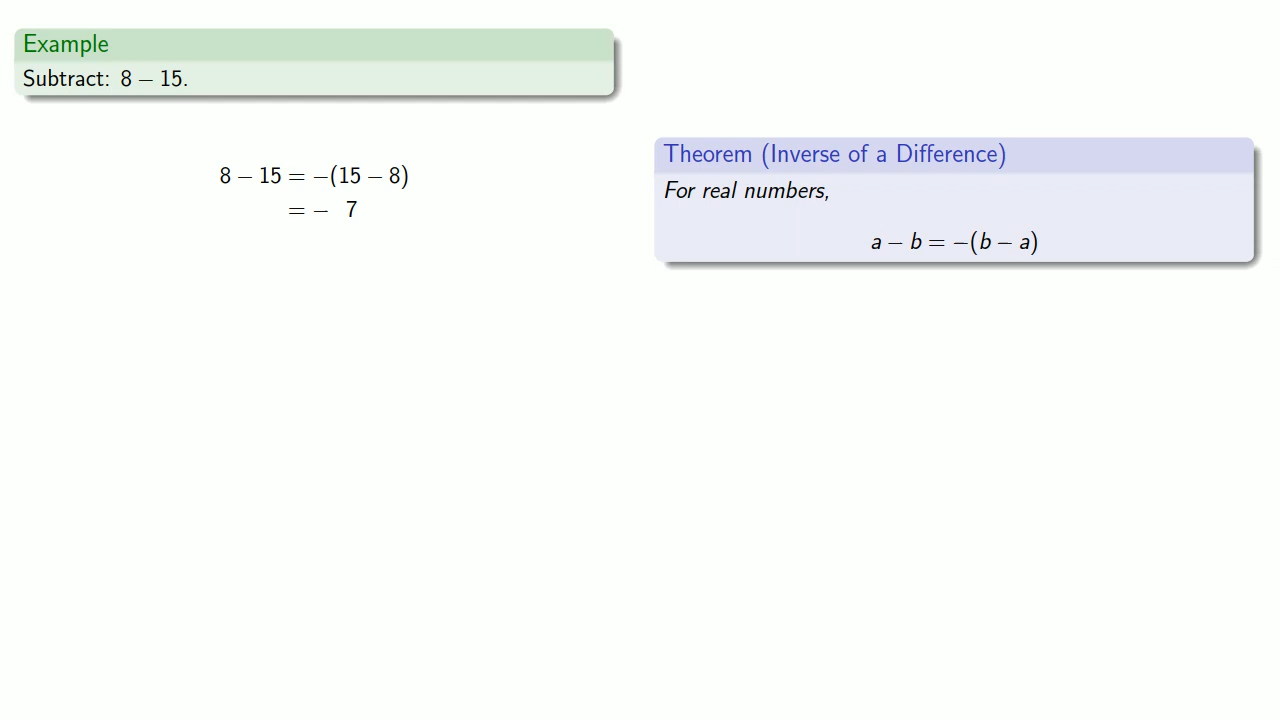 Example
Subtract: 8 − 15.
8 − 15 = −(15 − 8)
= − 7
Theorem (Inverse of a Difference)
For real numbers,
a − b = −(b − a)